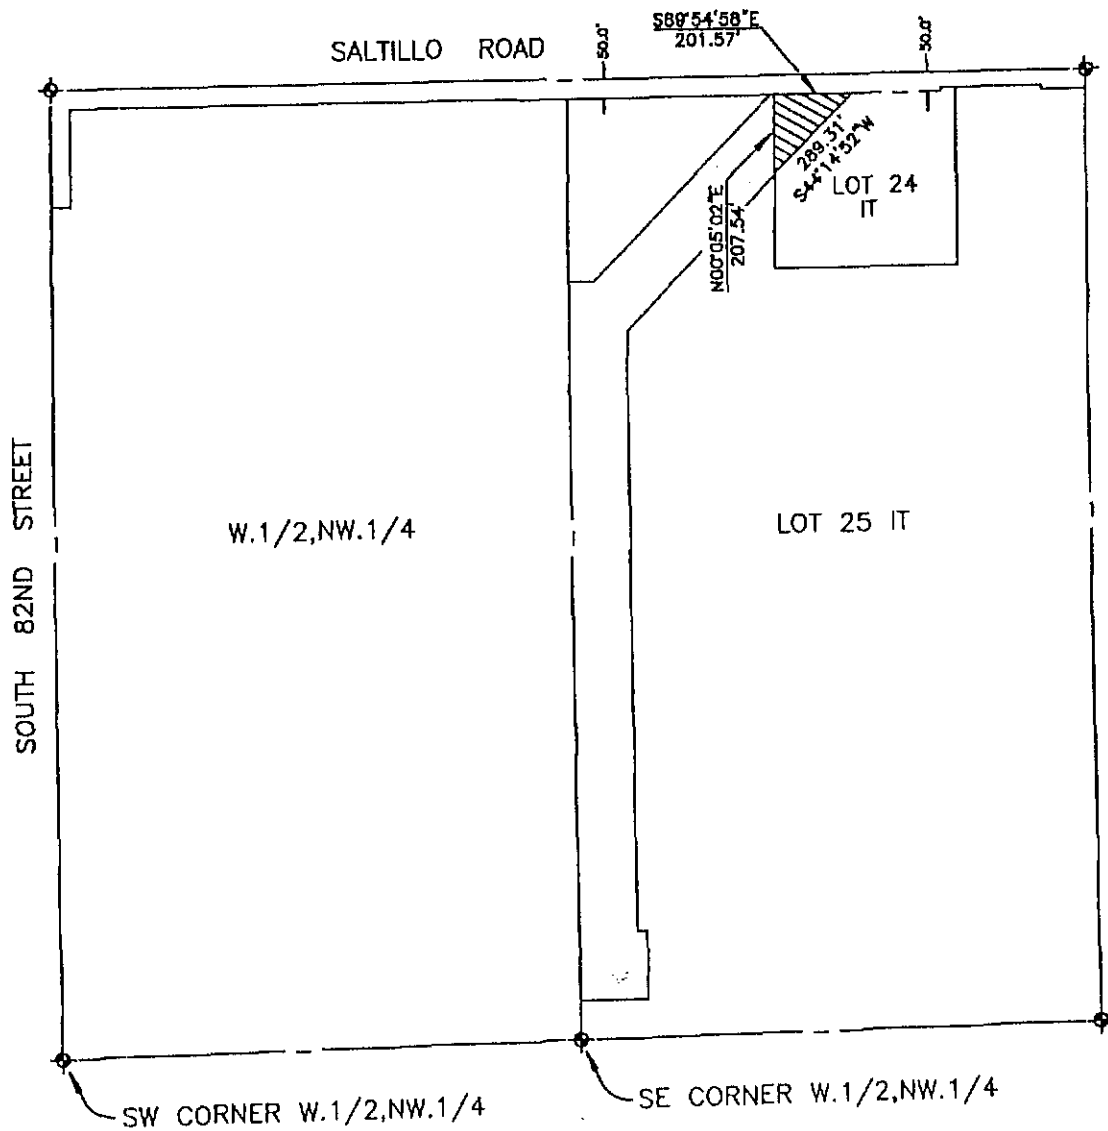 S89°54'58"E
201.57'
SALTILLO ROAD
50.0'
50.0'
289.31'
S44°14'52"W
LOT 24
IT
N00°05'02"E
207.54'
SOUTH 82ND STREET
W.1/2,NW.1/4
LOT 25 IT
SW CORNER W.1/2,NW.1/4
SE CORNER W.1/2,NW.1/4